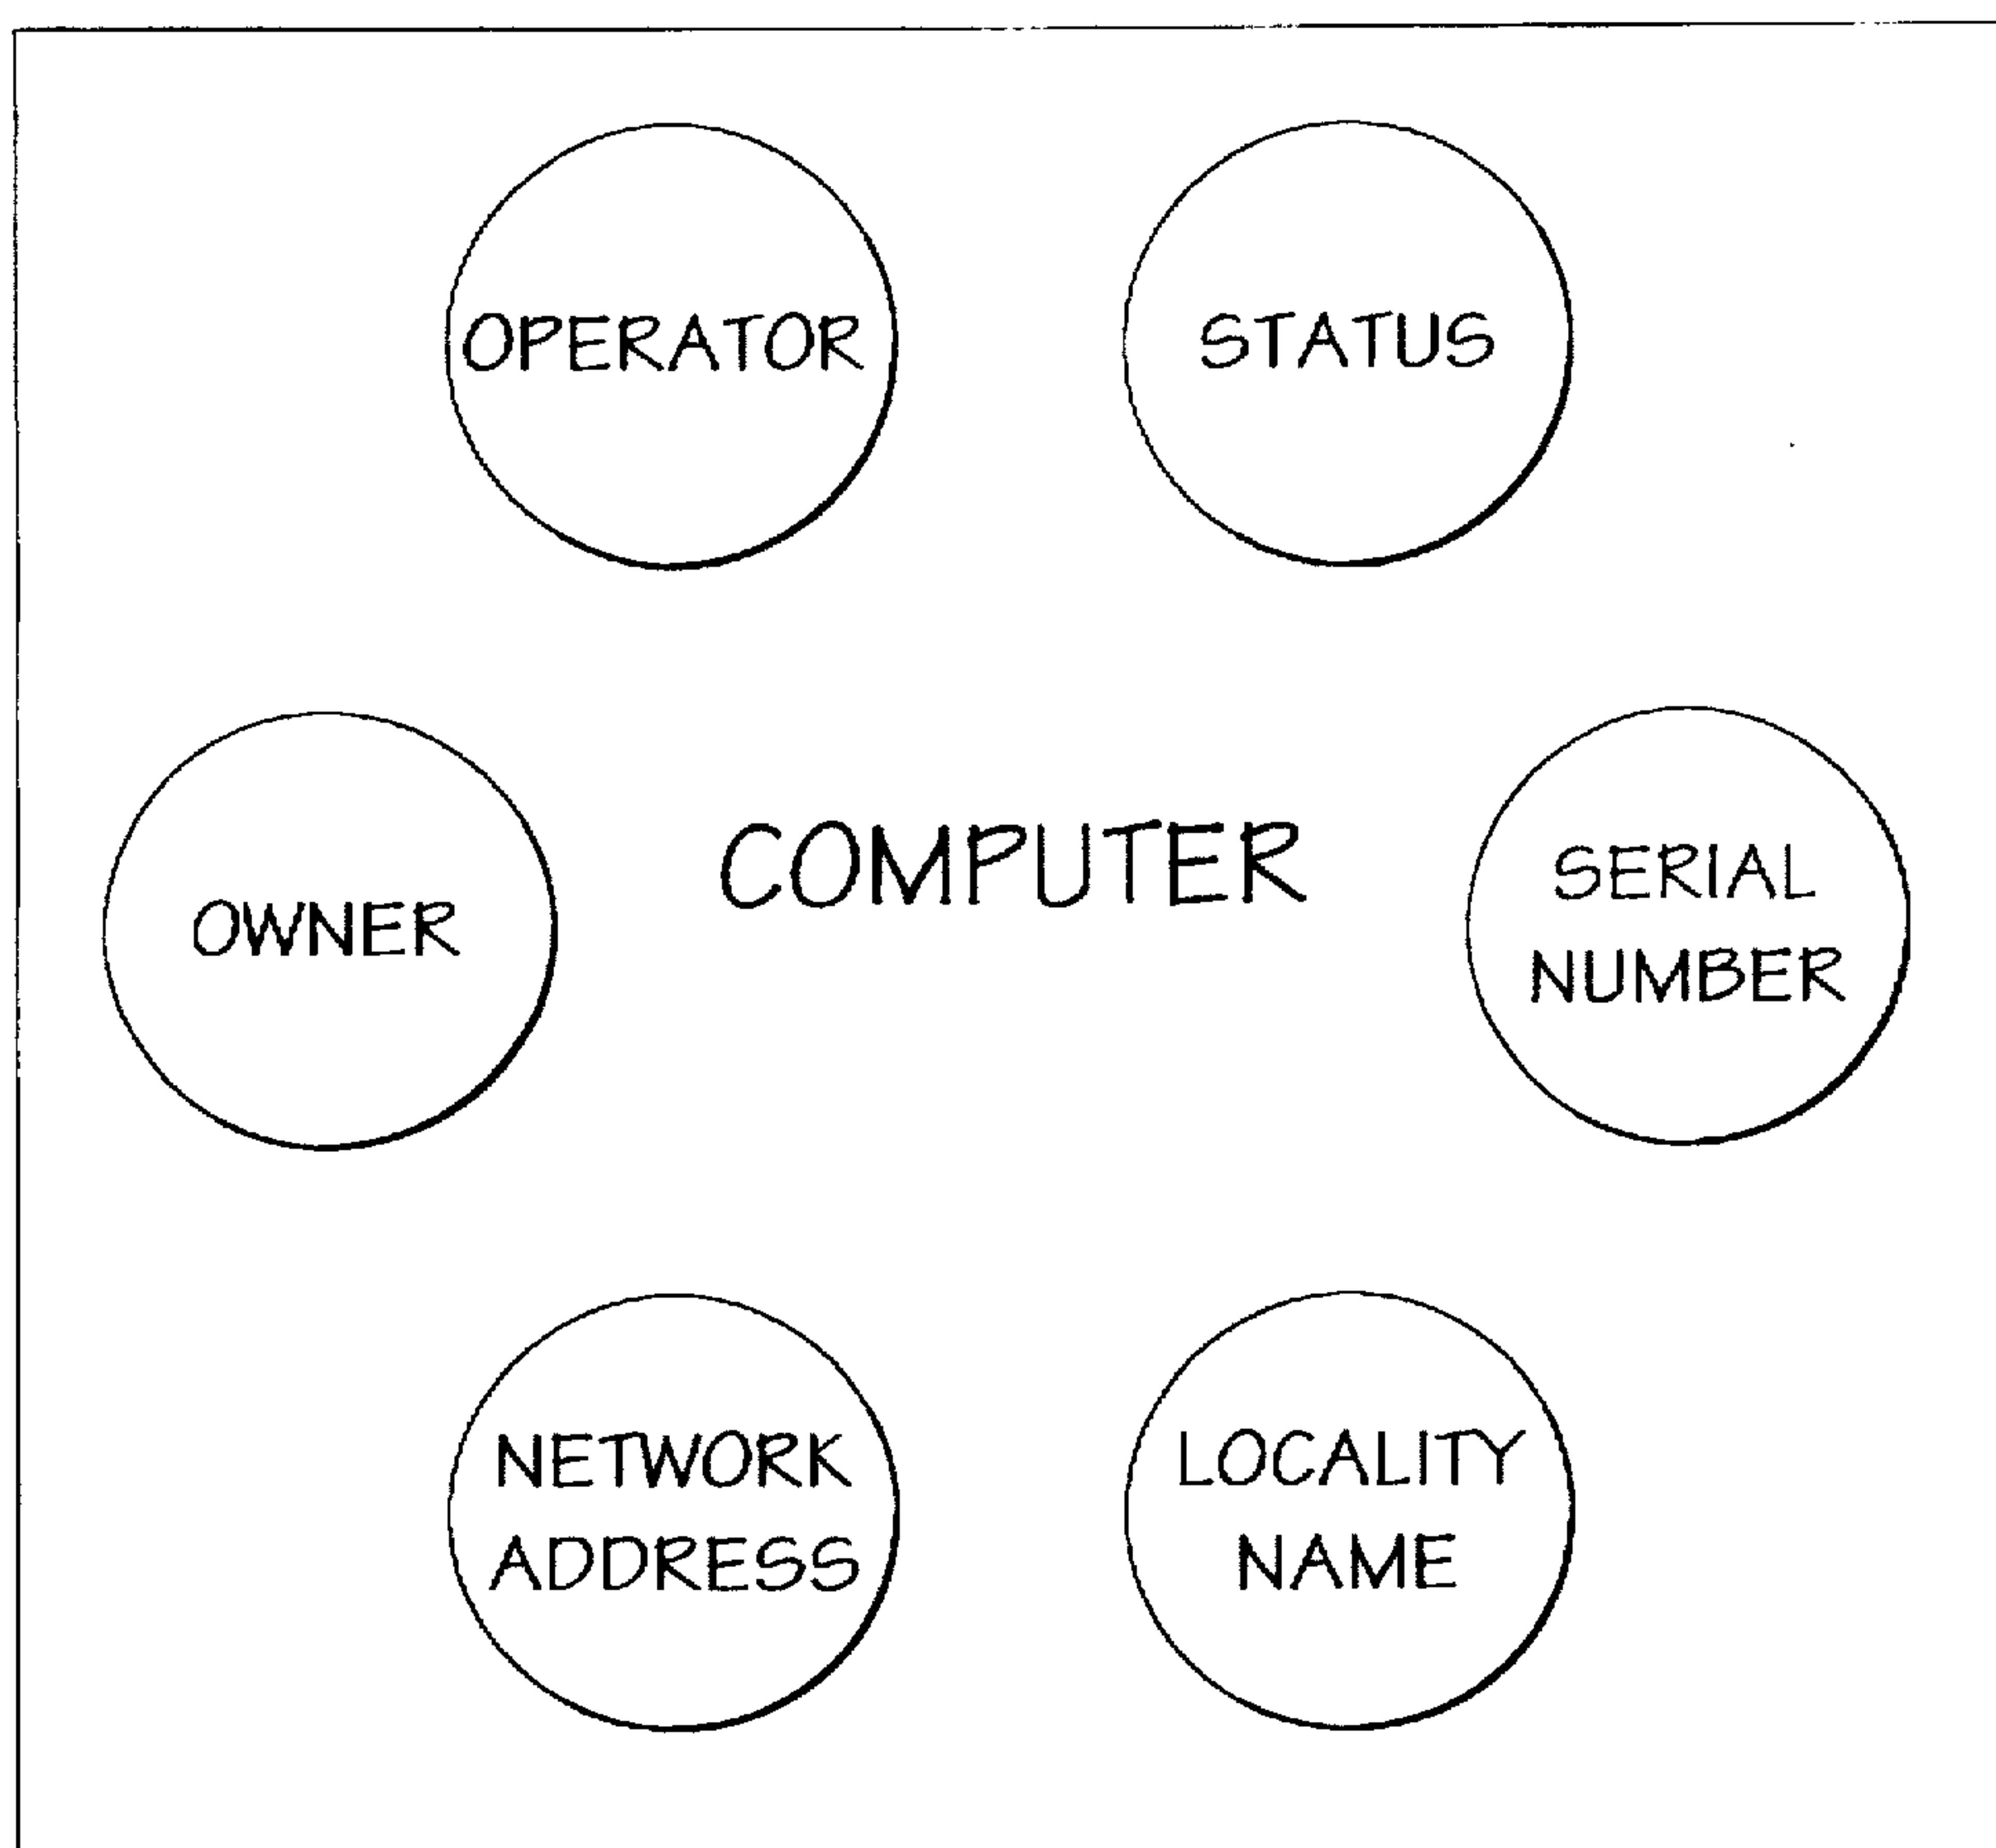 OPERATOR
STATUS
OWNER
COMPUTER
SERIAL
NUMBER
NETWORK
ADDRESS
LOCALITY
NAME